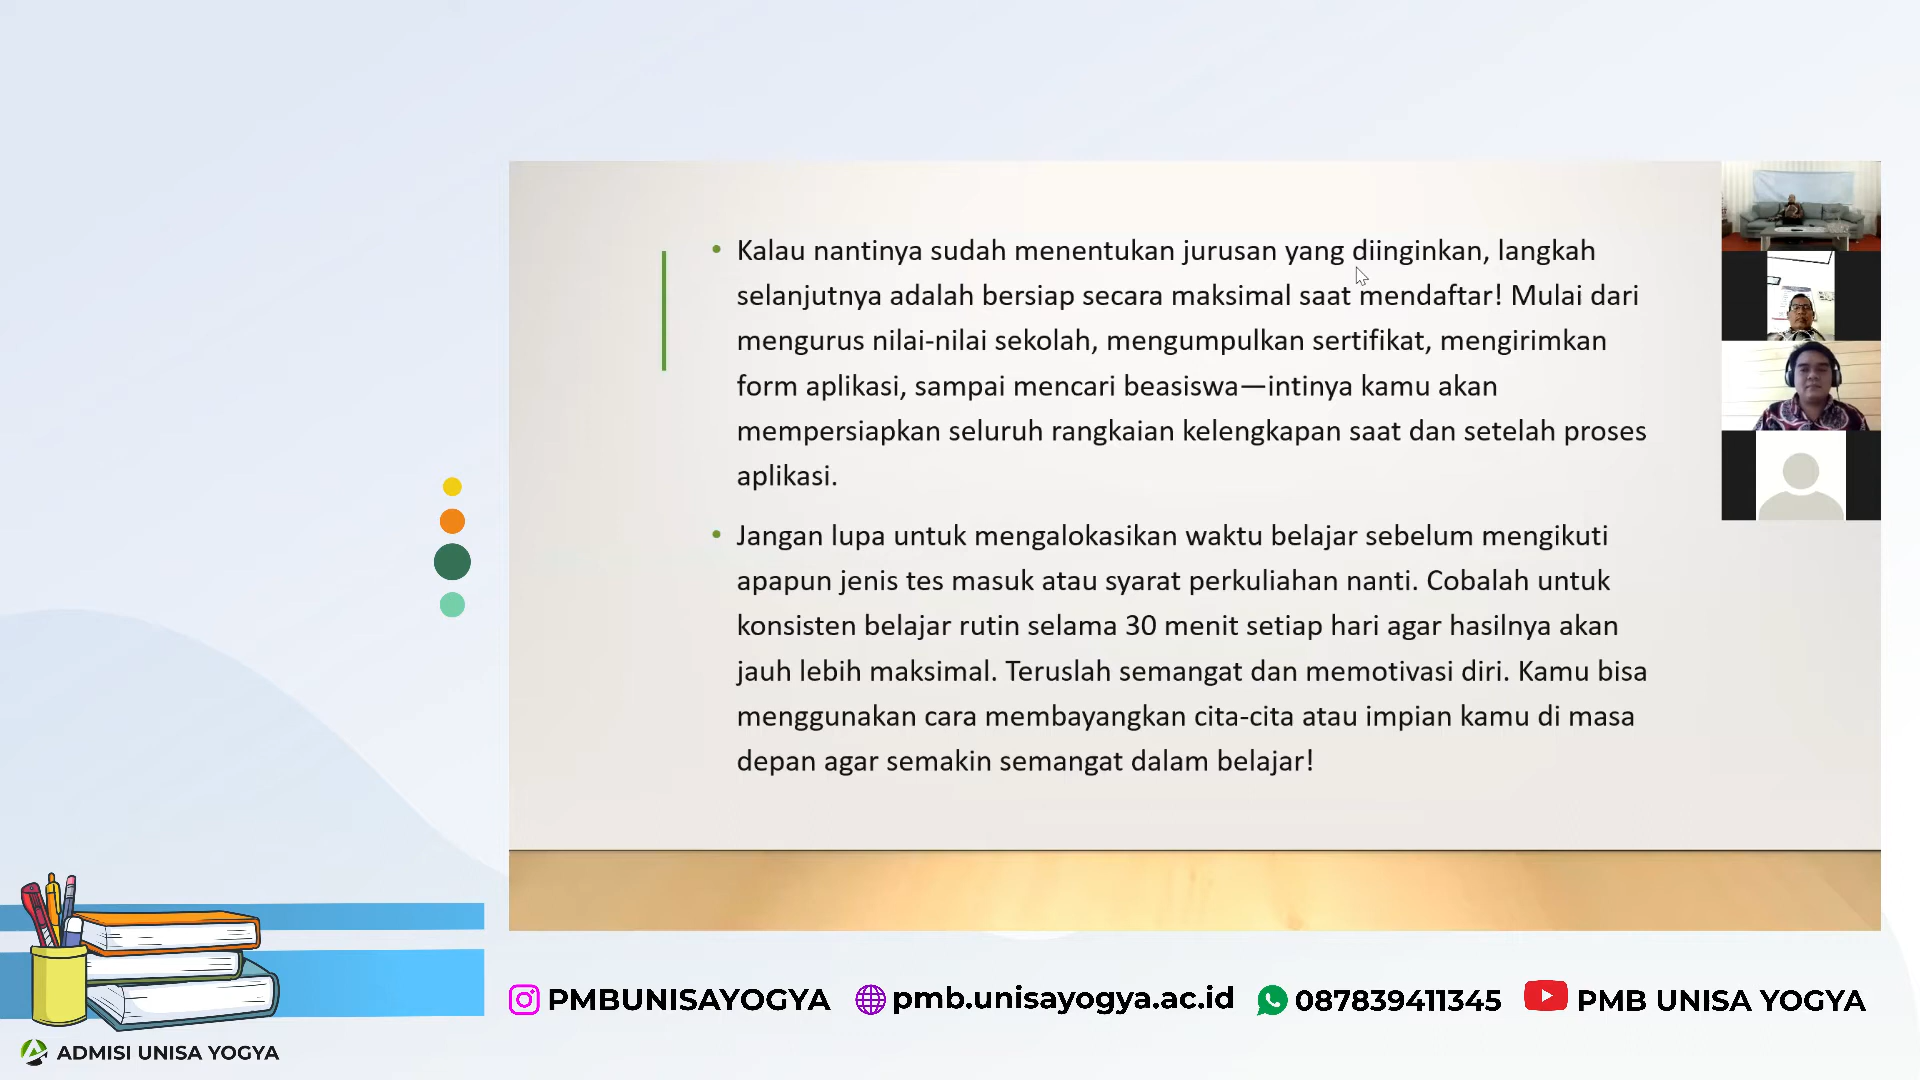 • Kalau nantinya sudah menentukan jurusan yang diinginkan, langkah
selanjutnya adalah bersiap secara maksimal saat mendaftar! Mulai dari
mengurus nilai-nilai sekolah, mengumpulkan sertifikat, mengirimkan
form aplikasi, sampai mencari beasiswa—intinya kamu akan
mempersiapkan seluruh rangkaian kelengkapan saat dan setelah proses
aplikasi.
• Jangan lupa untuk mengalokasikan waktu belajar sebelum mengikuti
apapun jenis tes masuk atau syarat perkuliahan nanti. Cobalah untuk
konsisten belajar rutin selama 30 menit setiap hari agar hasilnya akan
jauh lebih maksimal. Teruslah semangat dan memotivasi diri. Kamu bisa
menggunakan cara membayangkan cita-cita atau impian kamu di masa
depan agar semakin semangat dalam belajar!
PMBUNISAYOGYA pmb.unisayogya.ac.id 087839411345 PMB UNISA YOGYA
ADMISI UNISA YOGYA